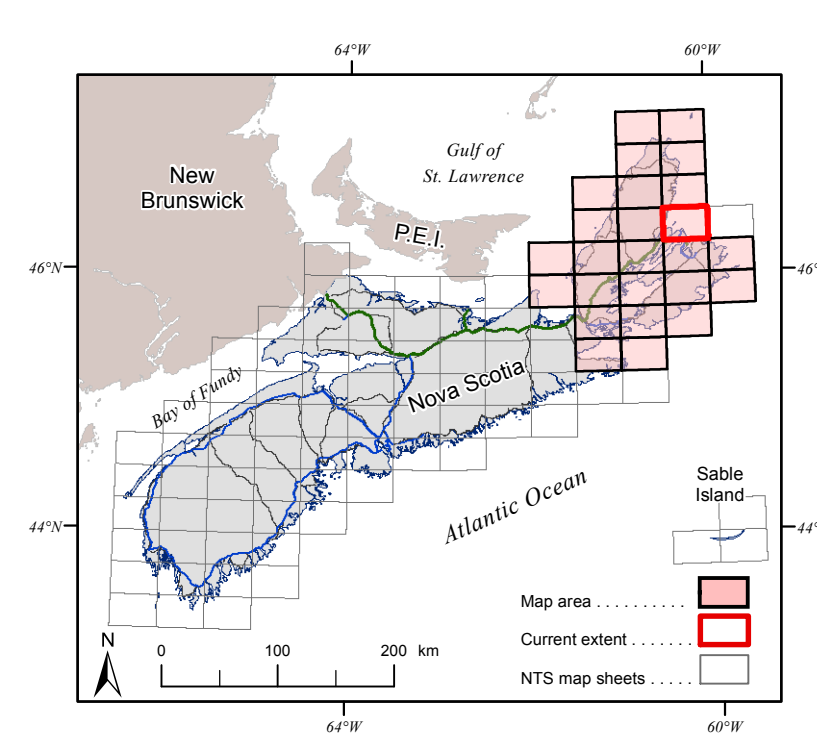 64°W 60°W
Gulf of
St. Lawrence
New
Brunswick
P.E.I.
46°N 46°
Nova Scotia
Bay of Fundy
Sable
Island
Atlantic Ocean
44°N 44°
Map area . . . . . . . . . .
Current extent . . . . . . .
NTS map sheets . . . . .
N
0 100 200 km
64°W 60°W